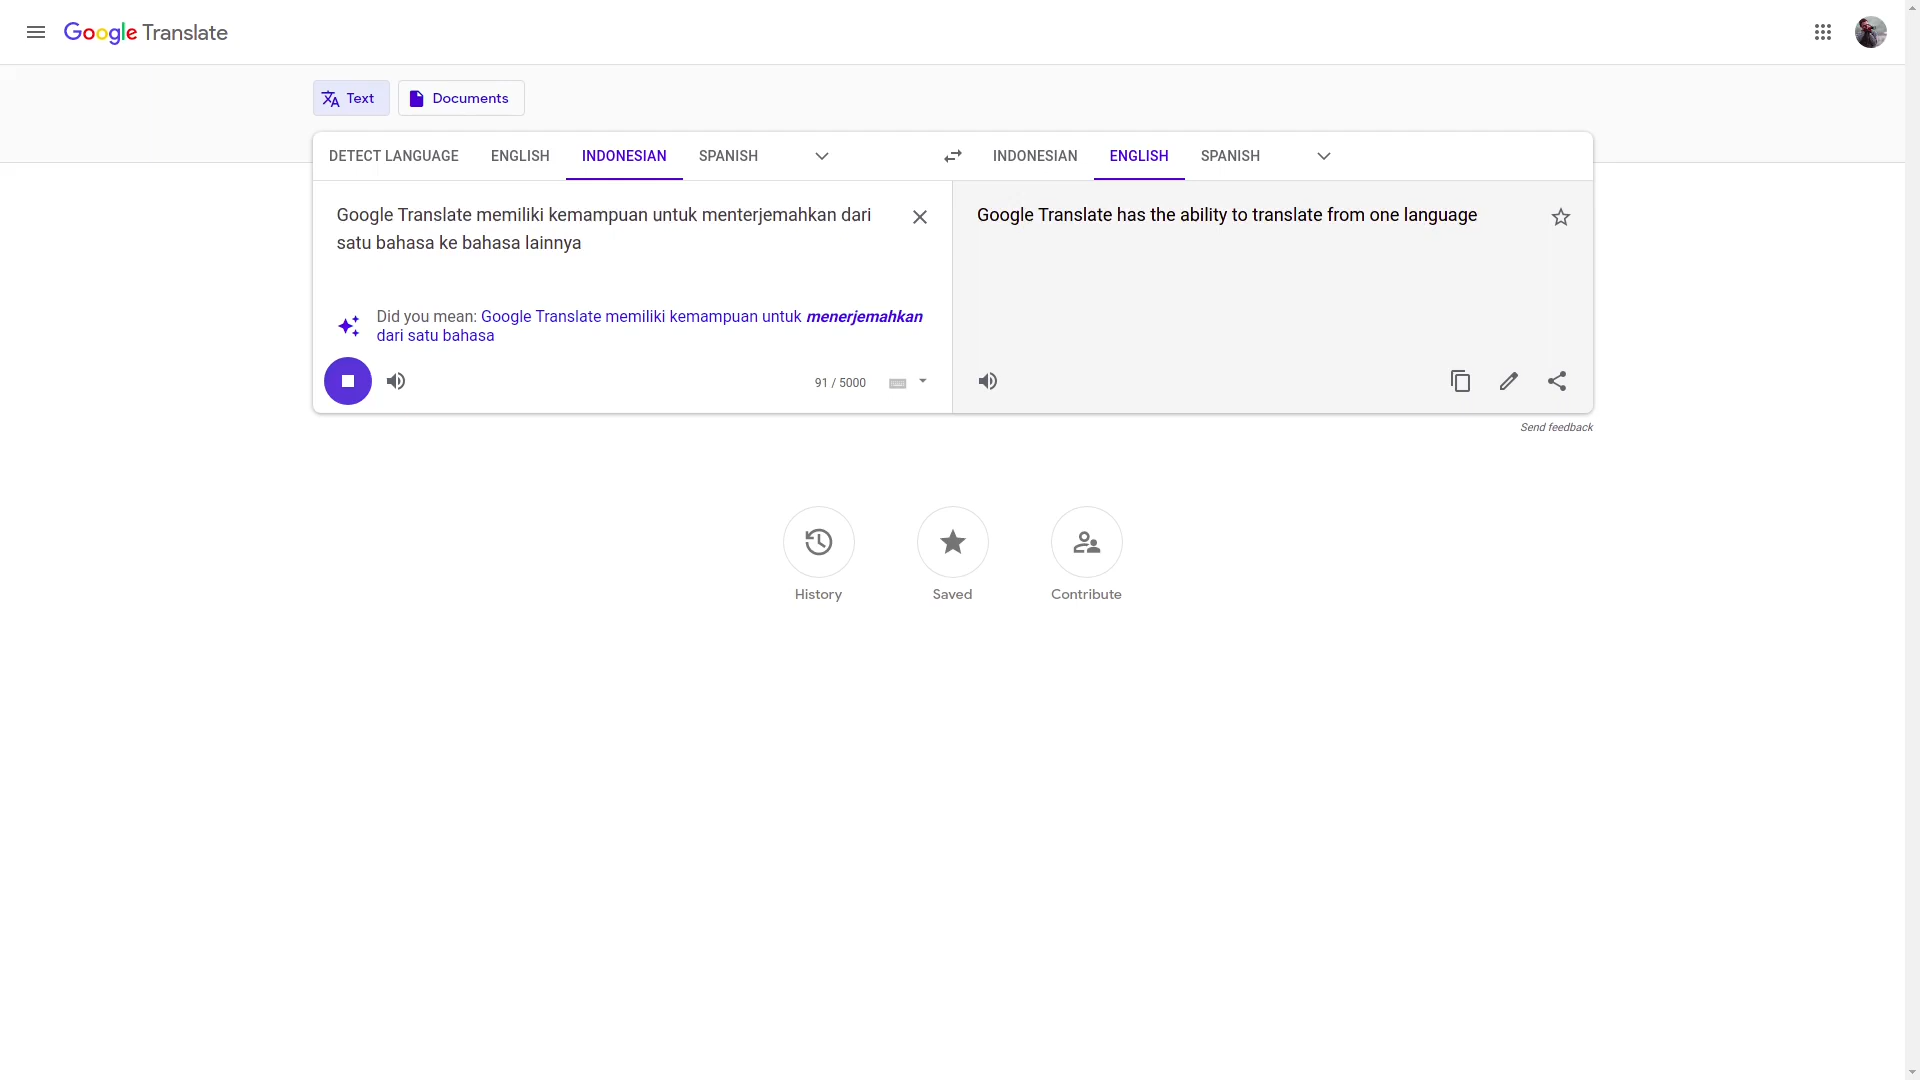 Google Translate
Text
Documents
DETECT LANGUAGE
ENGLISH
INDONESIAN
SPANISH
INDONESIAN
ENGLISH
SPANISH
Google Translate memiliki kemampuan untuk menterjemahkan dari
satu bahasa ke bahasa lainnya
Did you mean: Google Translate memiliki kemampuan untuk menerjemahkan
dari satu bahasa
91 / 5000
Google Translate has the ability to translate from one language
Send feedback
History
Saved
Contribute